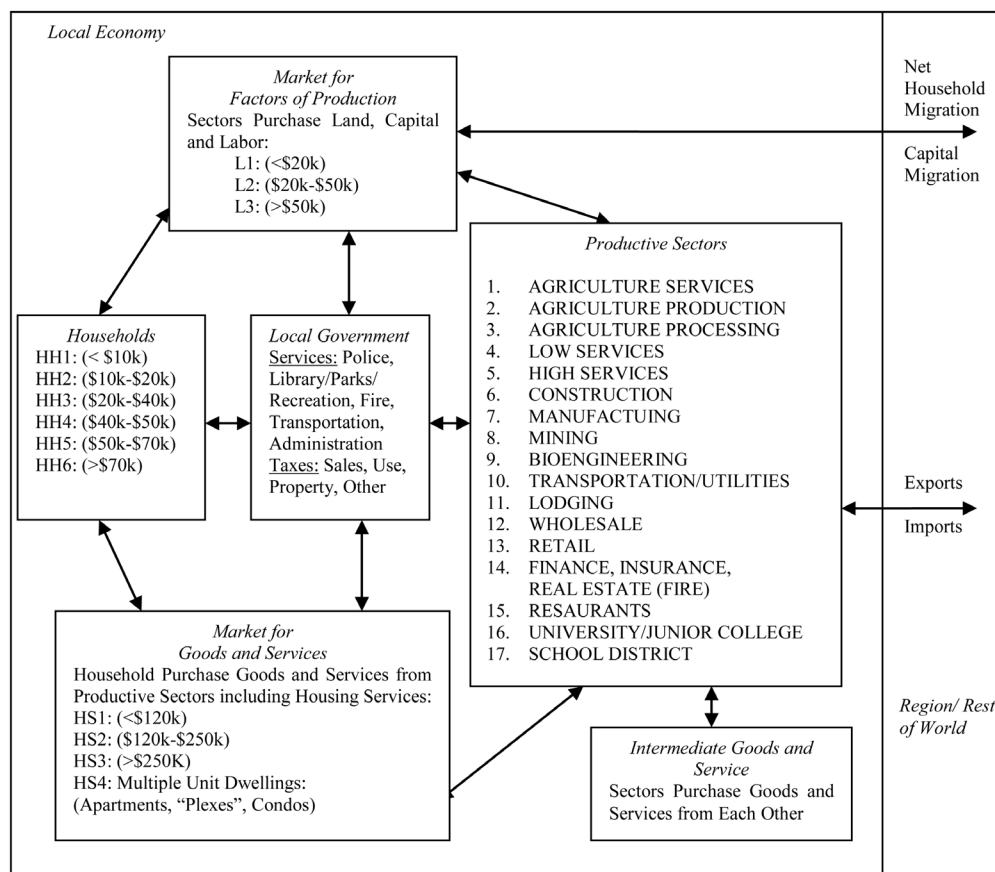 Local Economy
Market for
Factors of Production
Sectors Purchase Land, Capital
and Labor:
L1: (<$20k)
L2: ($20k-$50k)
L3: (>$50k)
Net
Household
Migration
Capital
Migration
Households
HH1: (< $10k)
HH2: ($10k-$20k)
HH3: ($20k-$40k)
HH4: ($40k-$50k)
HH5: ($50k-$70k)
HH6: (>$70k)
Local Government
Services: Police,
Library/Parks/
Recreation, Fire,
Transportation,
Administration
Taxes: Sales, Use,
Property, Other
Productive Sectors
1. AGRICULTURE SERVICES
2. AGRICULTURE PRODUCTION
3. AGRICULTURE PROCESSING
4. LOW SERVICES
5. HIGH SERVICES
6. CONSTRUCTION
7. MANUFACTUING
8. MINING
9. BIOENGINEERING
10. TRANSPORTATION/UTILITIES
11. LODGING
12. WHOLESALE
13. RETAIL
14. FINANCE, INSURANCE,
REAL ESTATE (FIRE)
15. RESAURANTS
16. UNIVERSITY/JUNIOR COLLEGE
17. SCHOOL DISTRICT
Exports
Imports
Market for
Goods and Services
Household Purchase Goods and Services from
Productive Sectors including Housing Services:
HS1: (<$120k)
HS2: ($120k-$250k)
HS3: (>$250K)
HS4: Multiple Unit Dwellings:
(Apartments, “Plexes”, Condos)
Intermediate Goods and
Service
Sectors Purchase Goods and
Services from Each Other
Region/ Rest
of World